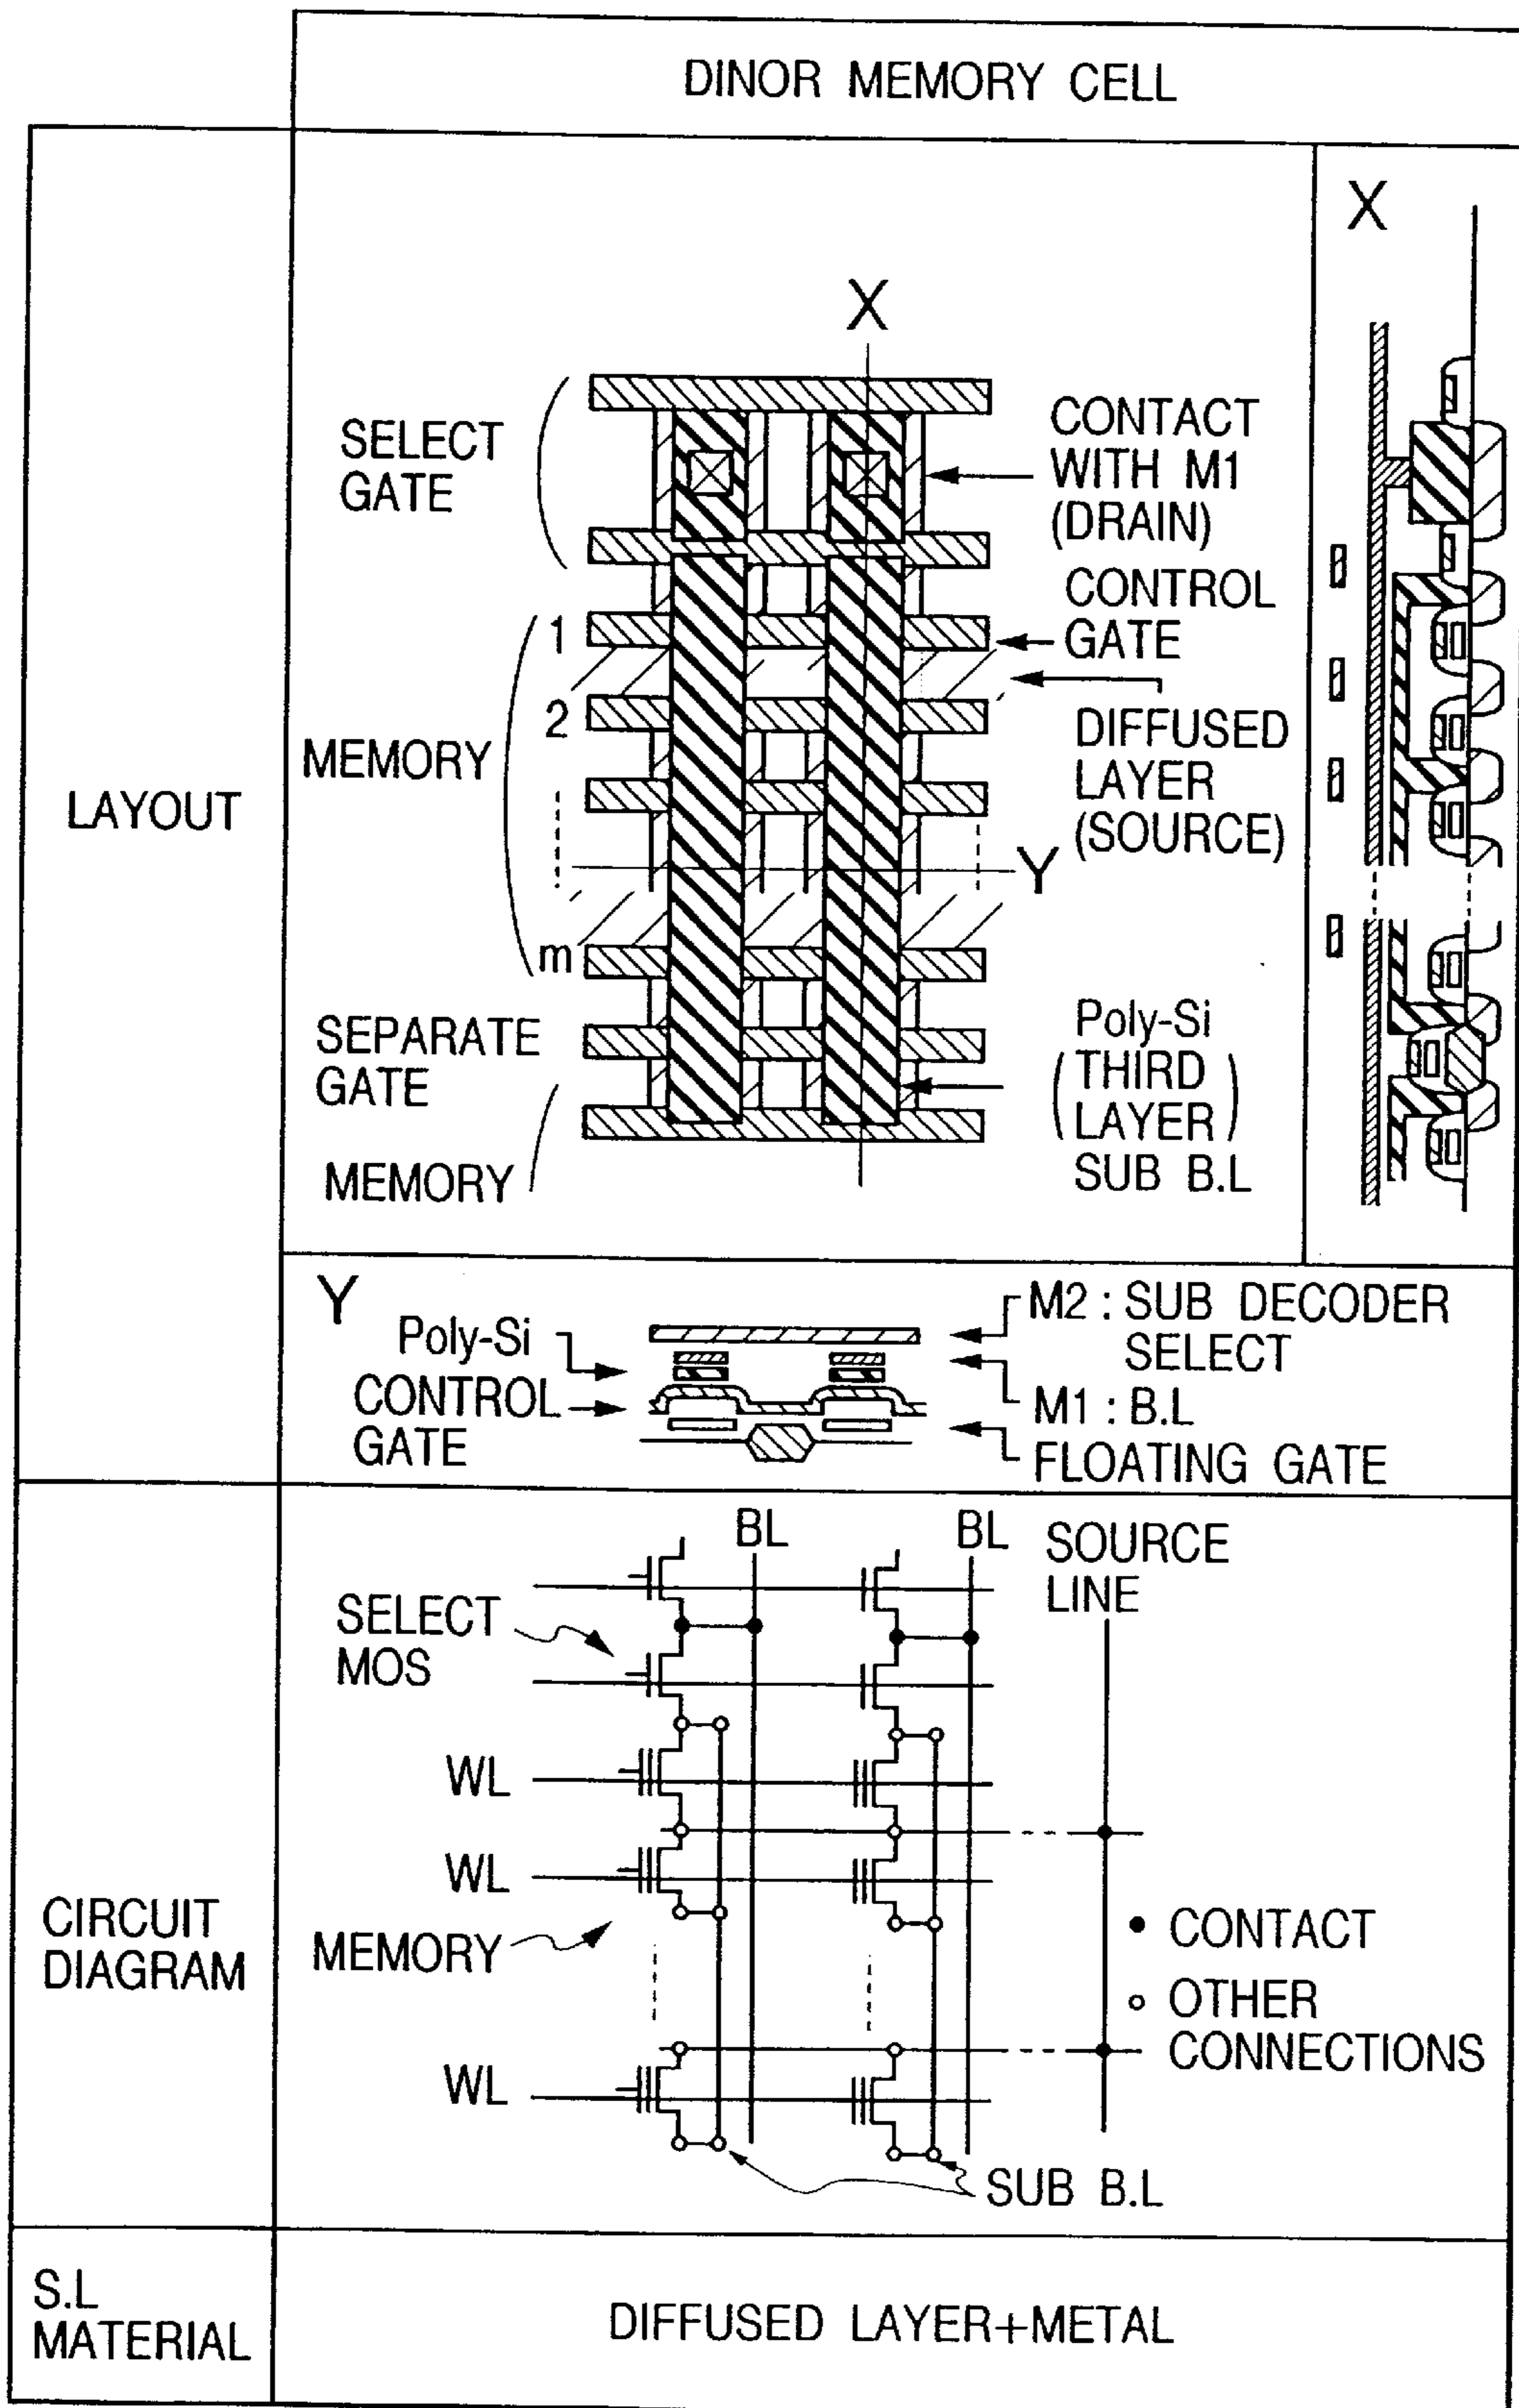 DINOR MEMORY CELL
LAYOUT
X
X
SELECT
GATE
CONTACT
WITH M1
(DRAIN)
CONTROL
GATE
1
2
MEMORY
DIFFUSED
LAYER
(SOURCE)
Y
m
SEPARATE
GATE
MEMORY
Poly-Si
(THIRD
LAYER)
SUB B.L
Y
Poly-Si
CONTROL
GATE
M2 : SUB DECODER
SELECT
M1 : B.L
FLOATING GATE
CIRCUIT
DIAGRAM
BL
BL
SOURCE
LINE
SELECT
MOS
WL
WL
MEMORY
CONTACT
OTHER
CONNECTIONS
WL
SUB B.L
S.L
MATERIAL
DIFFUSED LAYER+METAL